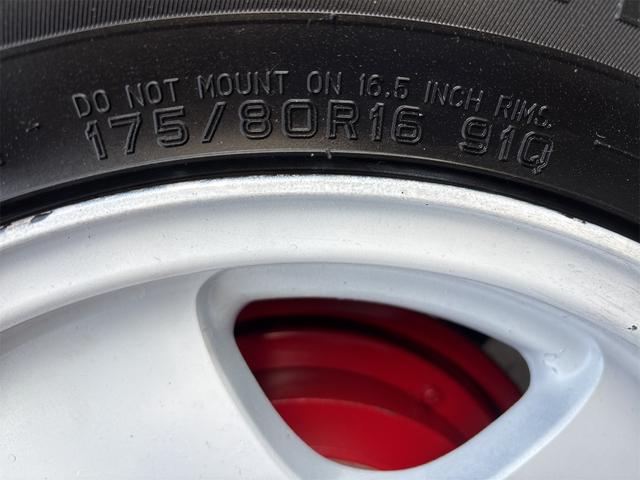 DO NOT MOUNT ON 16.5 INCH RIMS.
175/80R16 91Q